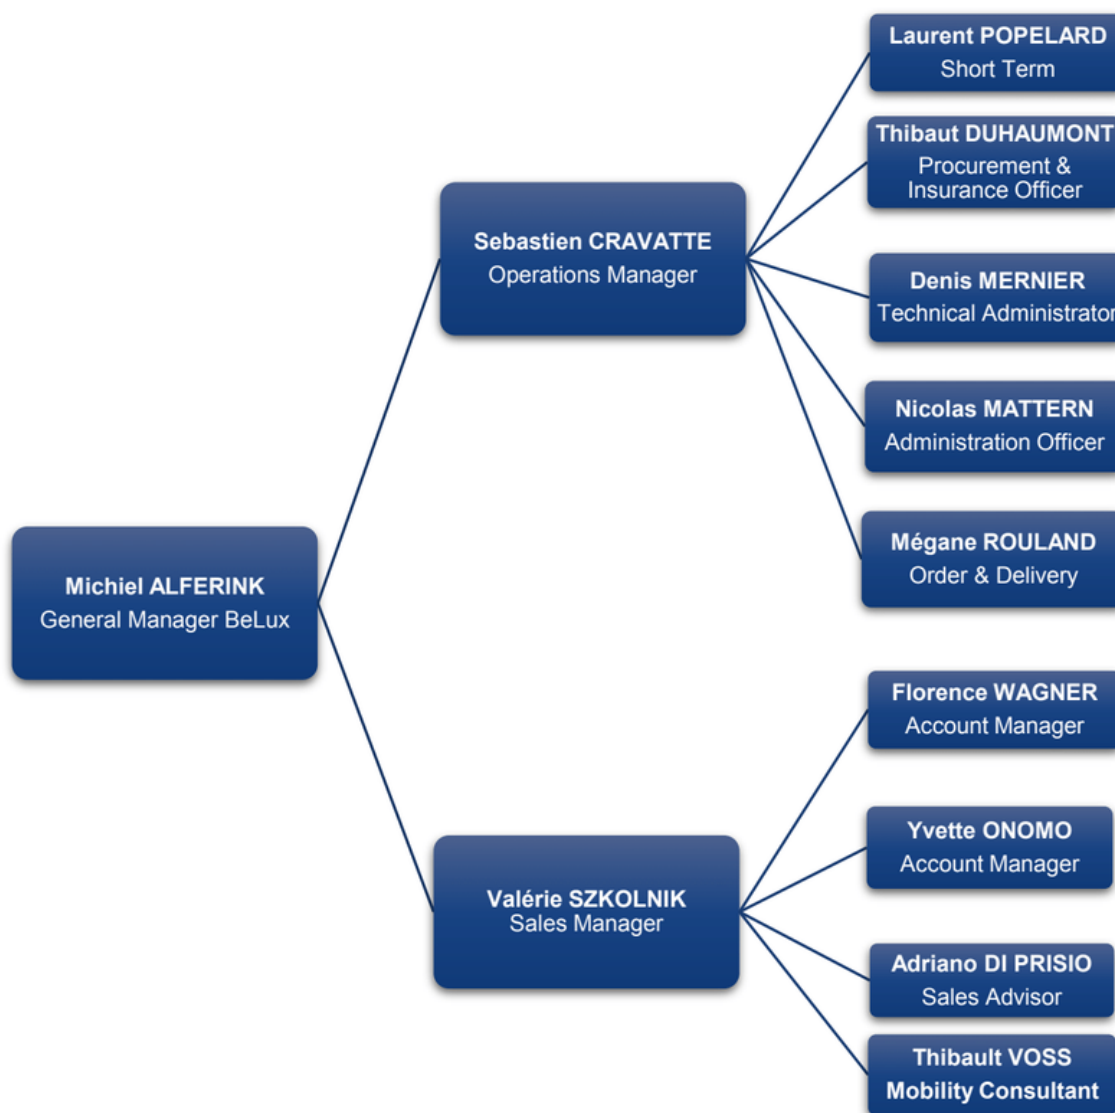 Laurent POPELARD
Short Term
Thibaut DUHAUMONT
Procurement &
Insurance Officer
Sebastien CRAVATTE
Operations Manager
Denis MERNIER
Technical Administrator
Nicolas MATTERN
Administration Officer
Mégane ROULAND
Order & Delivery
Michiel ALFERINK
General Manager BeLux
Florence WAGNER
Account Manager
Yvette ONOMO
Account Manager
Valérie SZKOLNIK
Sales Manager
Adriano DI PRISIO
Sales Advisor
Thibault VOSS
Mobility Consultant